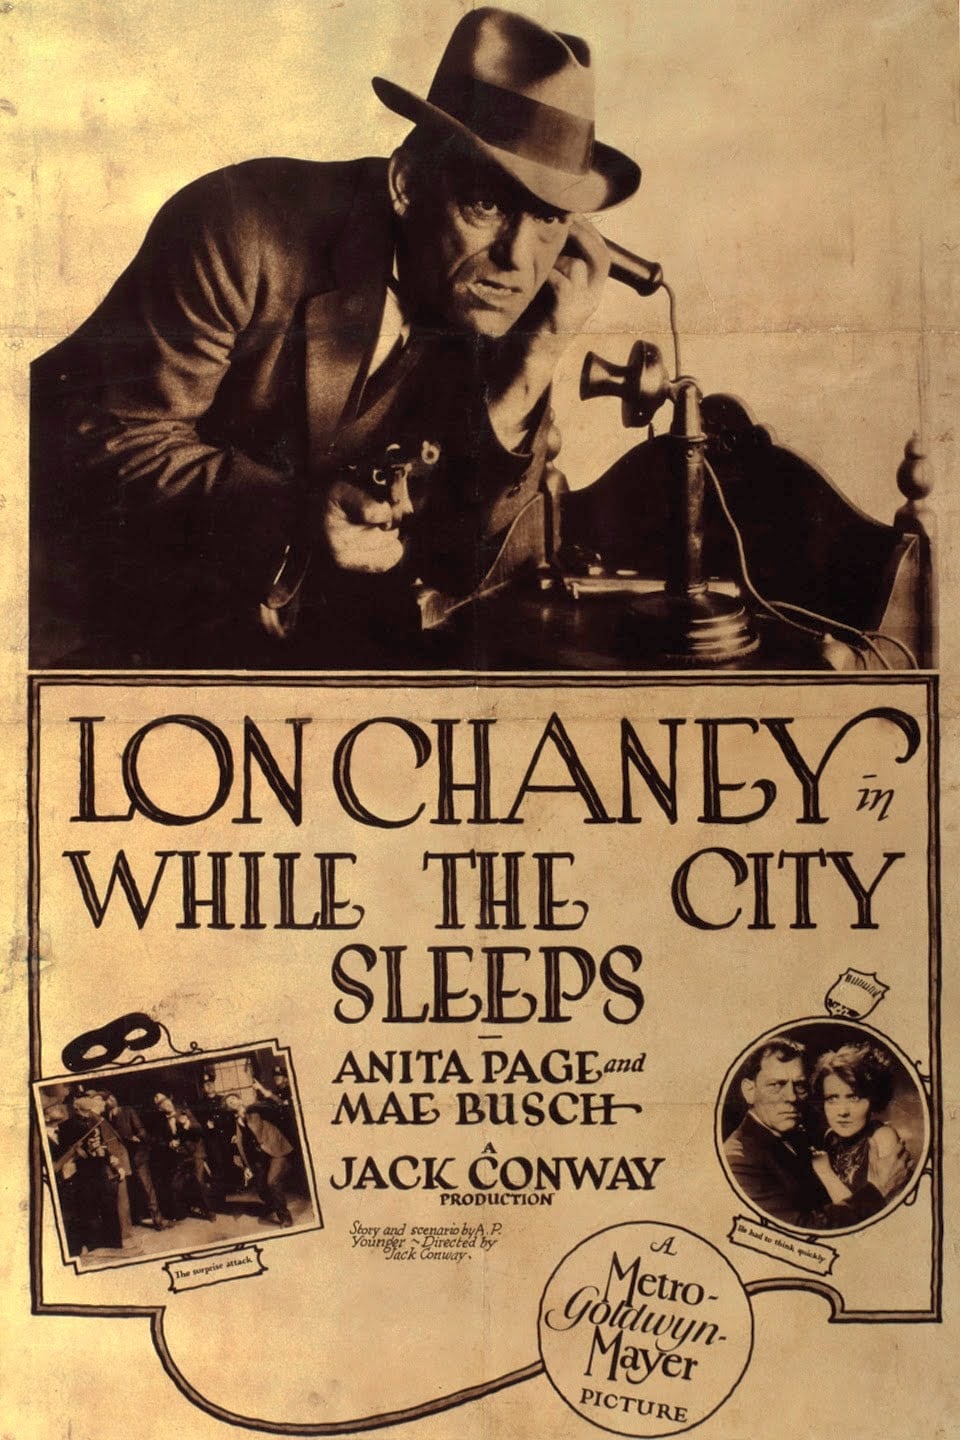 LON CHANEY in
WHILE THE CITY
SLEEPS
ANITA PAGE and
MAE BUSCH
A
JACK CONWAY
PRODUCTION
Story and scenario by A. P.
Younger ~ Directed by
Jack Conway.
The surprise attack
He had to think quickly
A
Metro-
Goldwyn-
Mayer
PICTURE